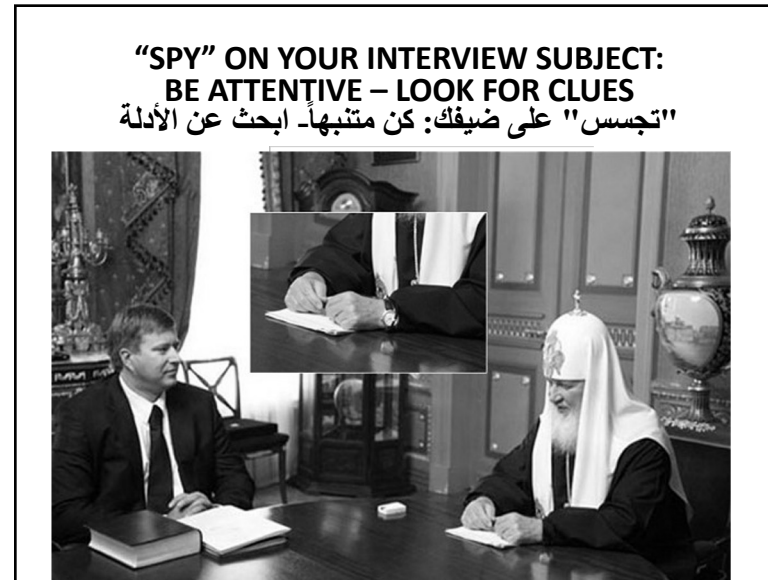 “SPY” ON YOUR INTERVIEW SUBJECT:
BE ATTENTIVE – LOOK FOR CLUES
"تجسس" على ضيفك: كن متنبهاً- ابحث عن الأدلة